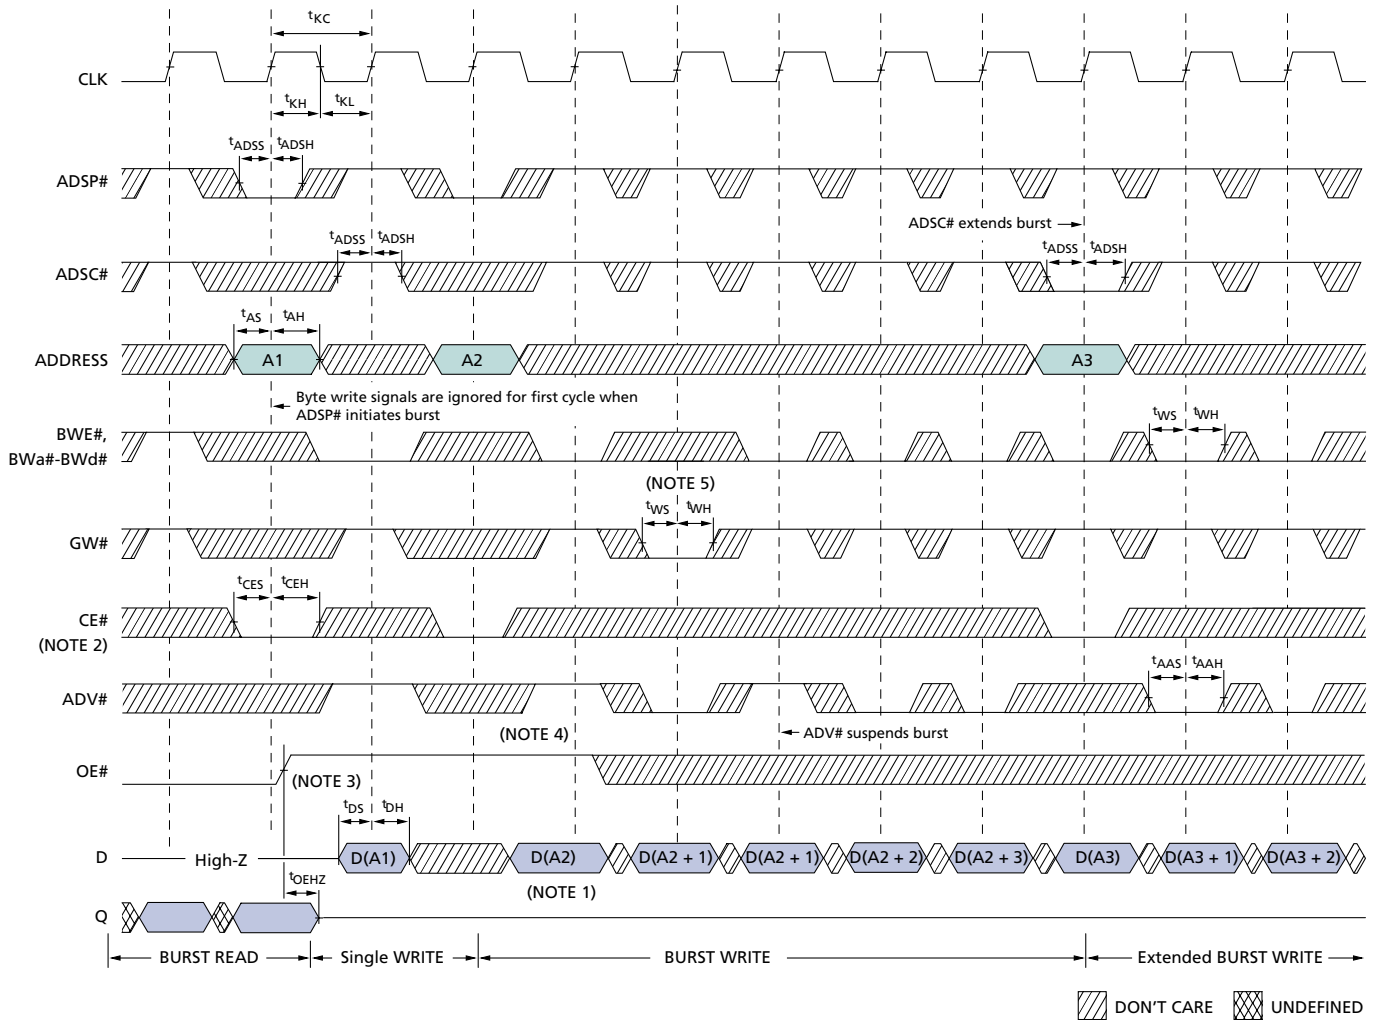 tKC
CLK
tKH tKL
tADSS tADSH
ADSP#
ADSC# extends burst
tADSS tADSH tADSS tADSH
ADSC#
tAS tAH
ADDRESS A1 A2 A3
Byte write signals are ignored for first cycle when
ADSP# initiates burst
BWE#,
BWa#-BWd#
tWS tWH
(NOTE 5)
tWS tWH
GW#
tCES tCEH
CE#
(NOTE 2)
tAAS tAAH
ADV#
(NOTE 4) ADV# suspends burst
OE#
(NOTE 3)
tDS tDH
D High-Z D(A1) D(A2) D(A2 + 1) D(A2 + 1) D(A2 + 2) D(A2 + 3) D(A3) D(A3 + 1) D(A3 + 2)
tOEHZ
(NOTE 1)
Q
BURST READ Single WRITE BURST WRITE Extended BURST WRITE
DON'T CARE UNDEFINED